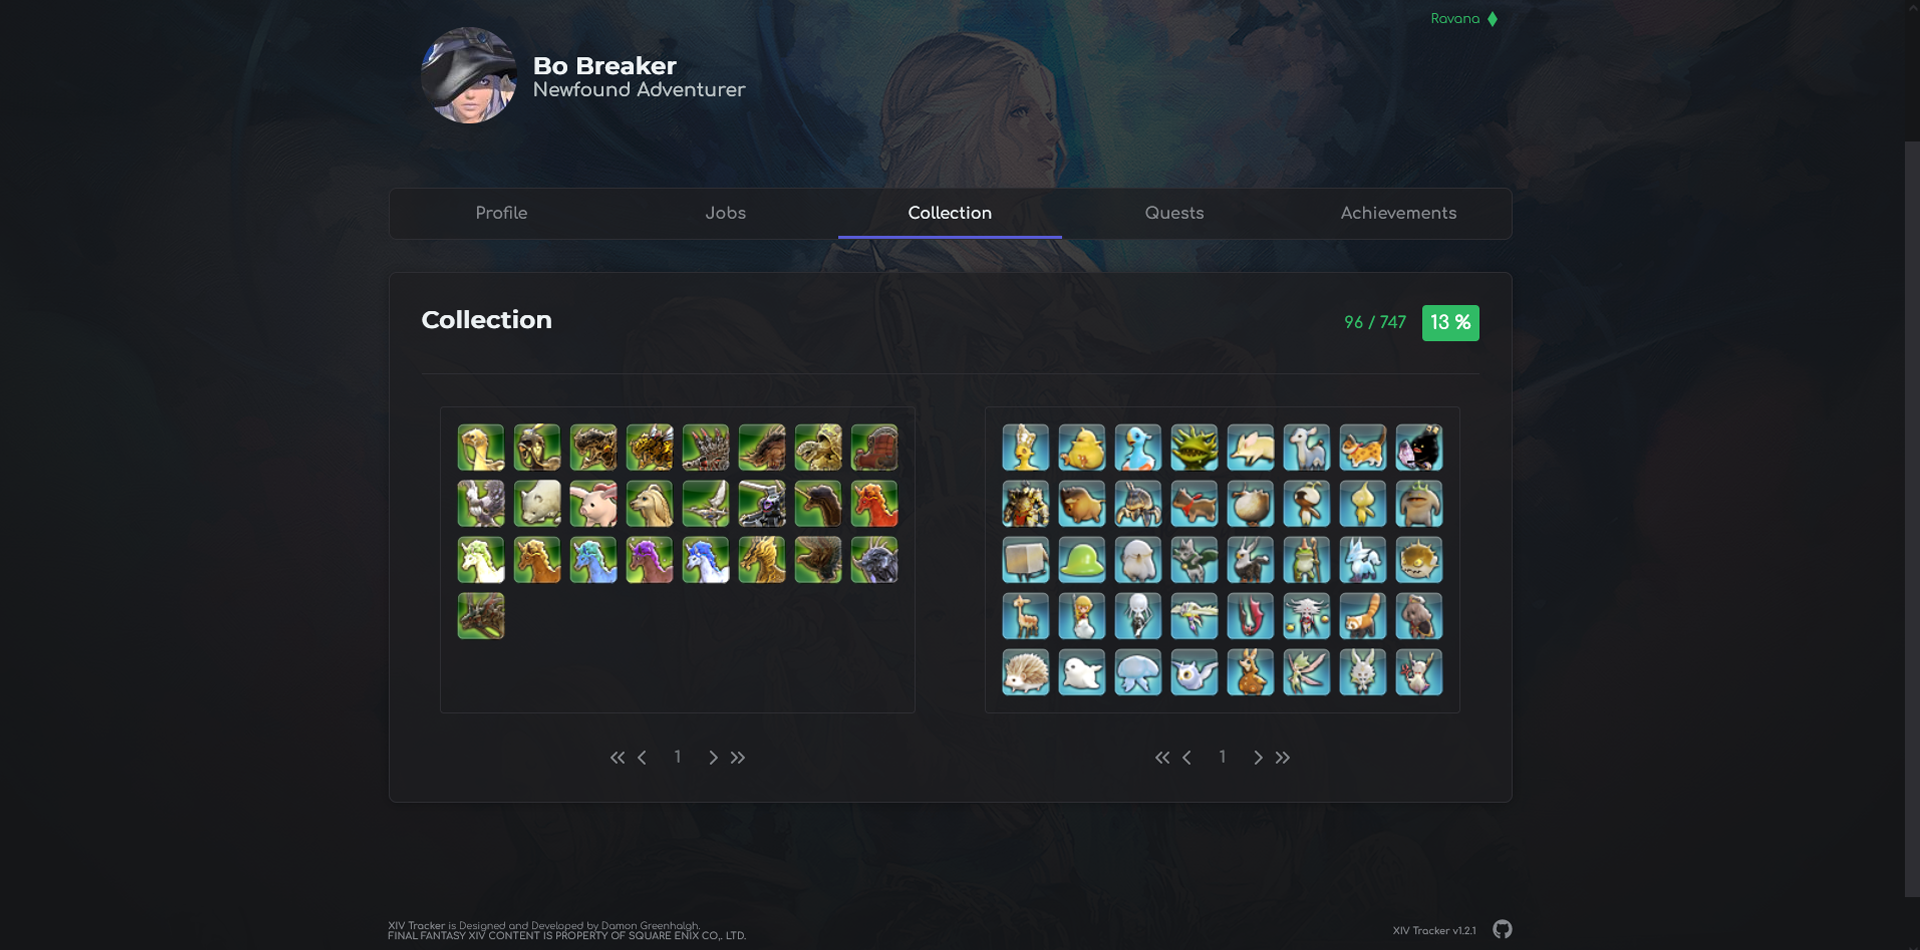 Ravana
Bo Breaker
Newfound Adventurer
Profile
Jobs
Collection
Quests
Achievements
Collection
96 / 747
13 %
1
1
XIV Tracker is Designed and Developed by Damon Greenhalgh.
FINAL FANTASY XIV CONTENT IS PROPERTY OF SQUARE ENIX CO,. LTD.
XIV Tracker v1.2.1